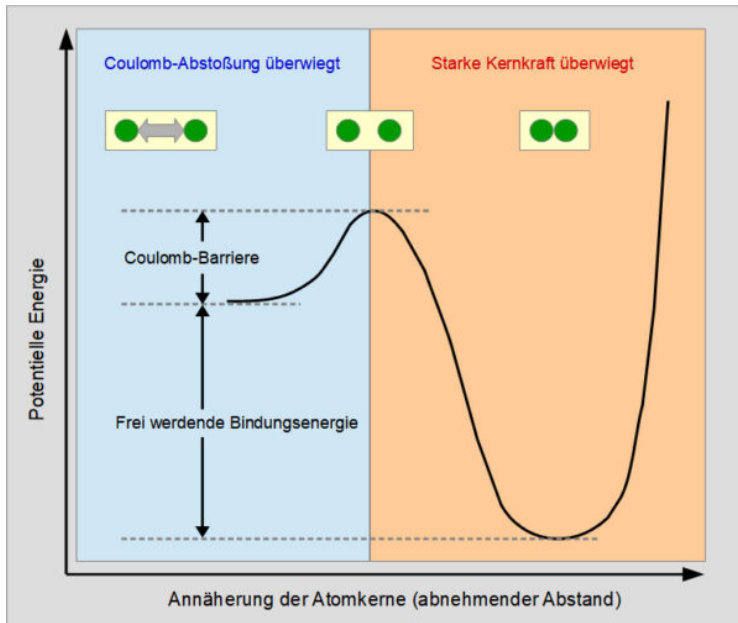 Coulomb-Abstoßung überwiegt
Starke Kernkraft überwiegt
Coulomb-Barriere
Frei werdende Bindungsenergie
Potentielle Energie
Annäherung der Atomkerne (abnehmender Abstand)